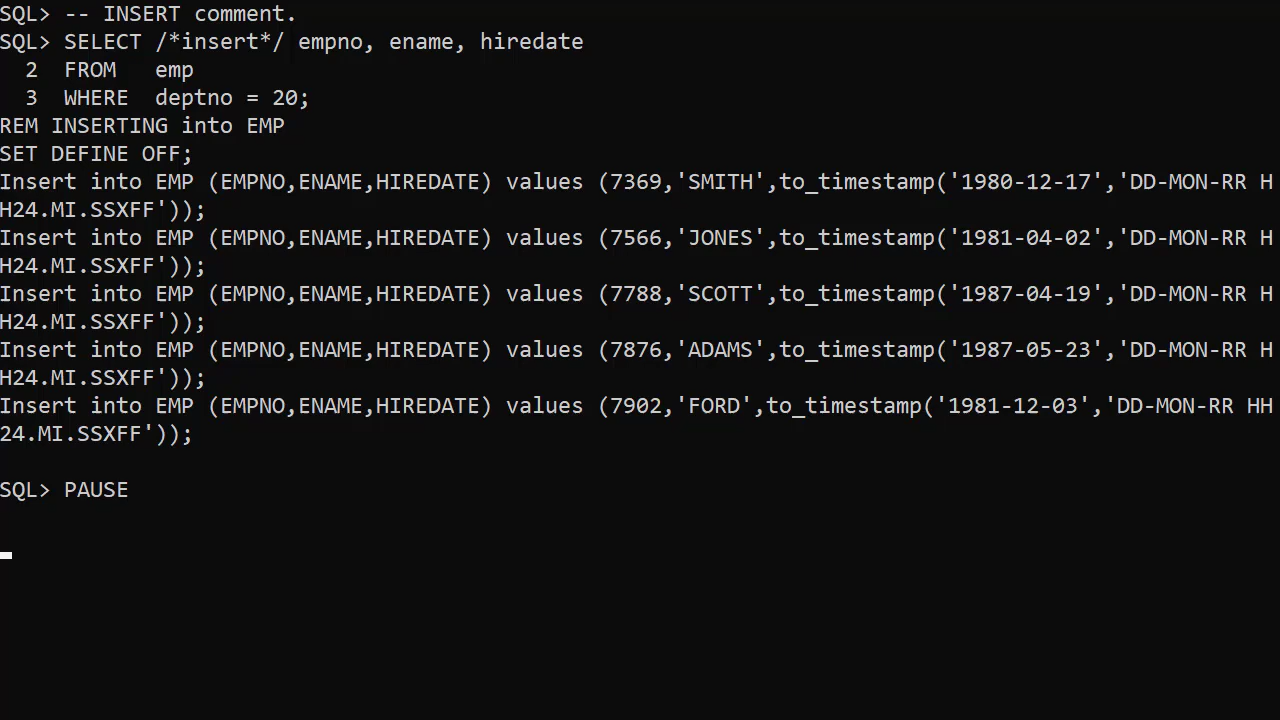 SQL> -- INSERT comment.
SQL> SELECT /*insert*/ empno, ename, hiredate
  2  FROM   emp
  3  WHERE  deptno = 20;
REM INSERTING into EMP
SET DEFINE OFF;
Insert into EMP (EMPNO,ENAME,HIREDATE) values (7369,'SMITH',to_timestamp('1980-12-17','DD-MON-RR H
H24.MI.SSXFF'));
Insert into EMP (EMPNO,ENAME,HIREDATE) values (7566,'JONES',to_timestamp('1981-04-02','DD-MON-RR H
H24.MI.SSXFF'));
Insert into EMP (EMPNO,ENAME,HIREDATE) values (7788,'SCOTT',to_timestamp('1987-04-19','DD-MON-RR H
H24.MI.SSXFF'));
Insert into EMP (EMPNO,ENAME,HIREDATE) values (7876,'ADAMS',to_timestamp('1987-05-23','DD-MON-RR H
H24.MI.SSXFF'));
Insert into EMP (EMPNO,ENAME,HIREDATE) values (7902,'FORD',to_timestamp('1981-12-03','DD-MON-RR HH
24.MI.SSXFF'));
SQL> PAUSE